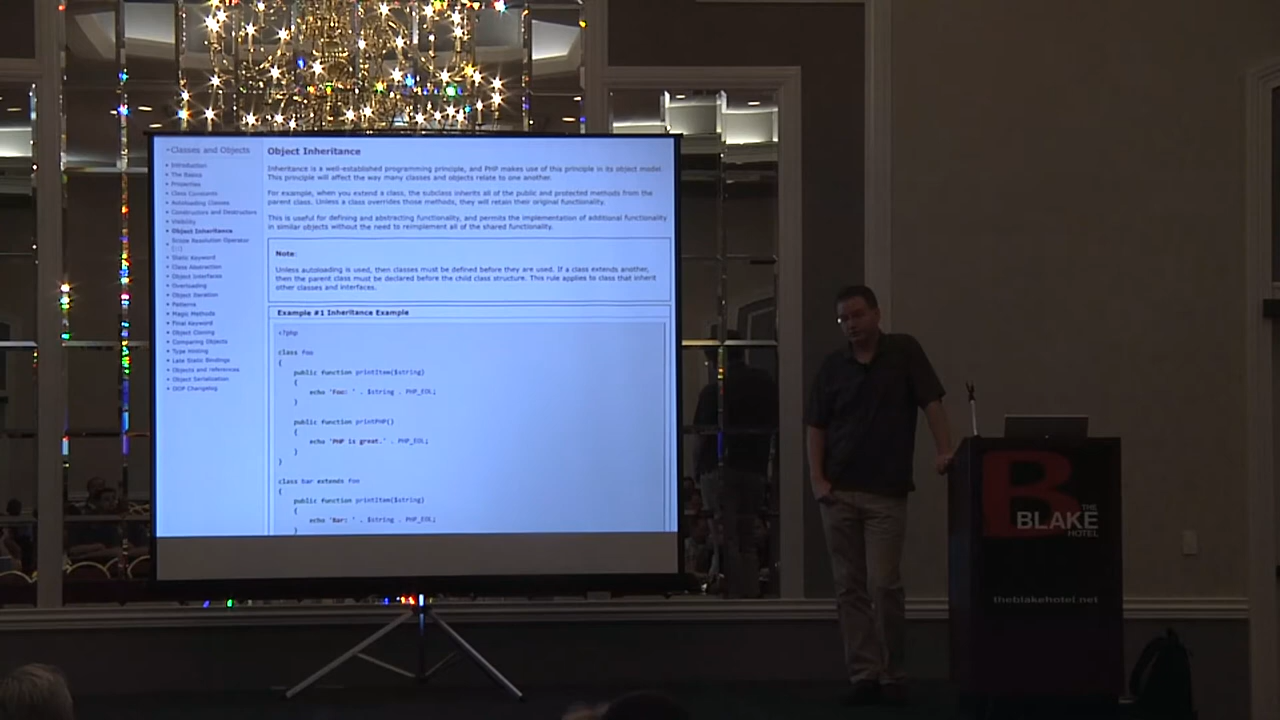 −Classes and Objects
• Introduction
• The Basics
• Properties
• Class Constants
• Autoloading Classes
• Constructors and Destructors
• Visibility
• Object Inheritance
• Scope Resolution Operator
(::)
• Static Keyword
• Class Abstraction
• Object Interfaces
• Overloading
• Object Iteration
• Patterns
• Magic Methods
• Final Keyword
• Object Cloning
• Comparing Objects
• Type Hinting
• Late Static Bindings
• Objects and references
• Object Serialization
• OOP Changelog
Object Inheritance
Inheritance is a well-established programming principle, and PHP makes use of this principle in its object model.
This principle will affect the way many classes and objects relate to one another.
For example, when you extend a class, the subclass inherits all of the public and protected methods from the
parent class. Unless a class overrides those methods, they will retain their original functionality.
This is useful for defining and abstracting functionality, and permits the implementation of additional functionality
in similar objects without the need to reimplement all of the shared functionality.
Note:
Unless autoloading is used, then classes must be defined before they are used. If a class extends another,
then the parent class must be declared before the child class structure. This rule applies to class that inherit
other classes and interfaces.
Example #1 Inheritance Example
<?php
class foo
{
public function printItem($string)
{
echo 'Foo: ' . $string . PHP_EOL;
}
public function printPHP()
{
echo 'PHP is great.' . PHP_EOL;
}
}
class bar extends foo
{
public function printItem($string)
{
echo 'Bar: ' . $string . PHP_EOL;
}
B
THE
BLAKE
HOTEL
theblakehotel.net